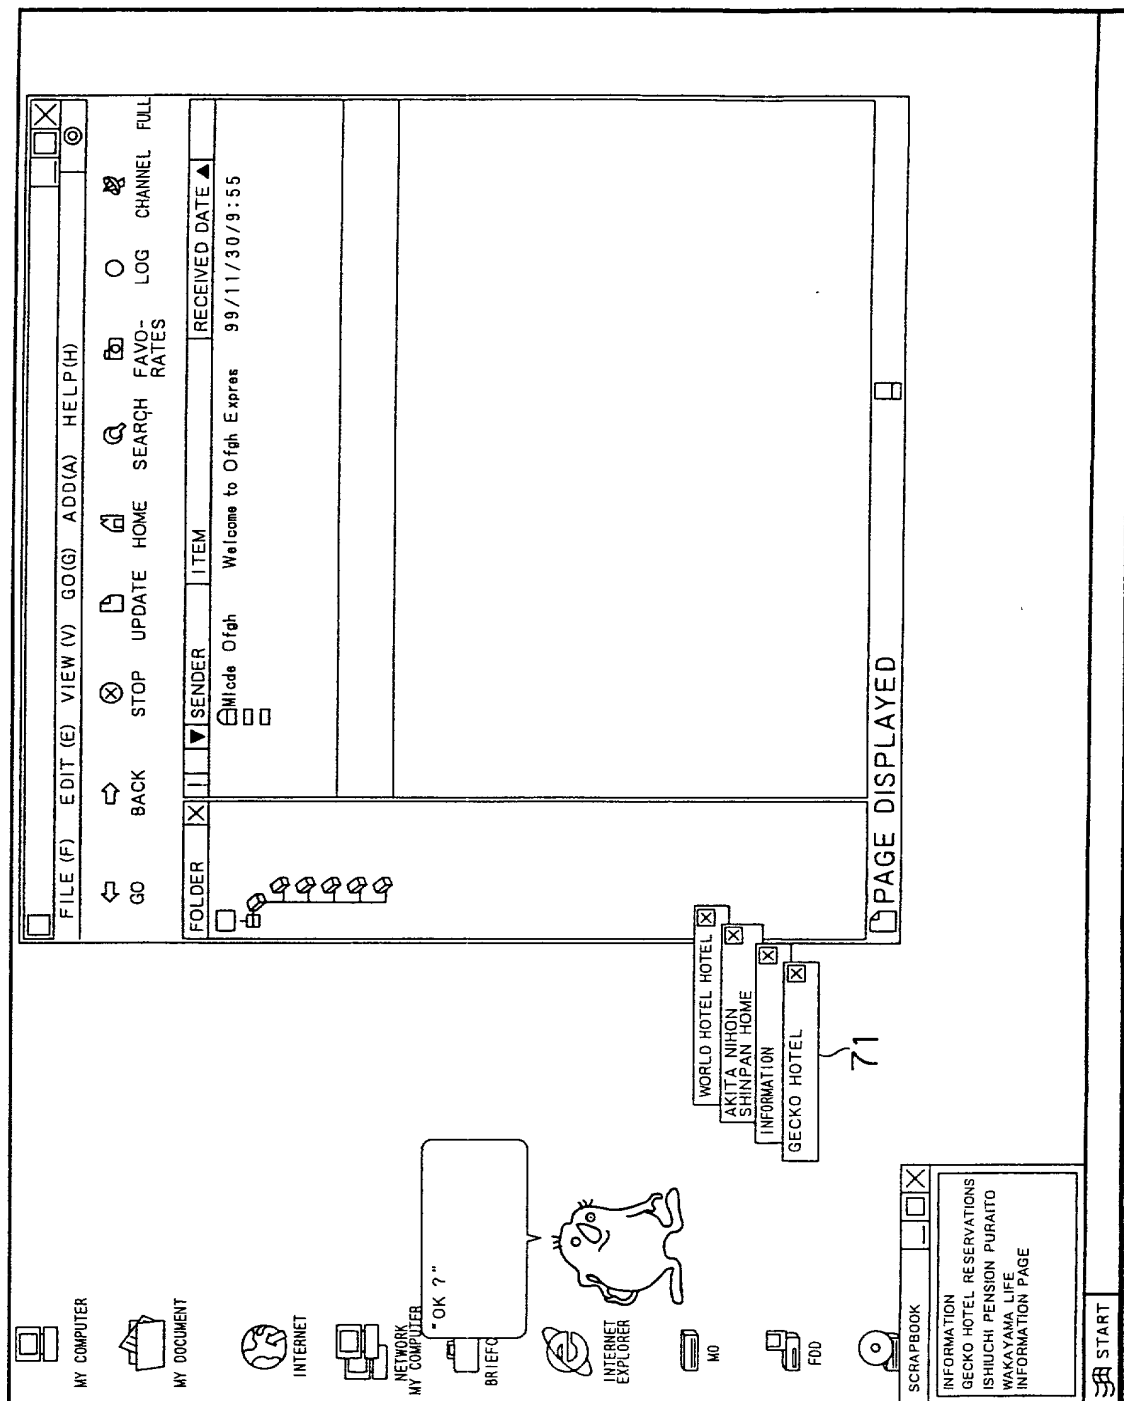 MY COMPUTER
MY DOCUMENT
INTERNET
NETWORK
MY COMPUTER
BRIEFC
INTERNET
EXPLORER
MO
FDD
"OK ?"
FILE (F) EDIT (E) VIEW (V) GO(G) ADD(A) HELP(H)
GO BACK STOP UPDATE HOME SEARCH FAVO-
RATES LOG CHANNEL FULL
FOLDER
SENDER ITEM RECEIVED DATE
Mlcde Ofgh Welcome to Ofgh Expres 99/11/30/9:55
WORLD HOTEL HOTEL
AKITA NIHON
SHINPAN HOME
INFORMATION
GECKO HOTEL
71
PAGE DISPLAYED
SCRAPBOOK
INFORMATION
GECKO HOTEL RESERVATIONS
ISHIUCHI PENSION PURAITO
WAKAYAMA LIFE
INFORMATION PAGE
START